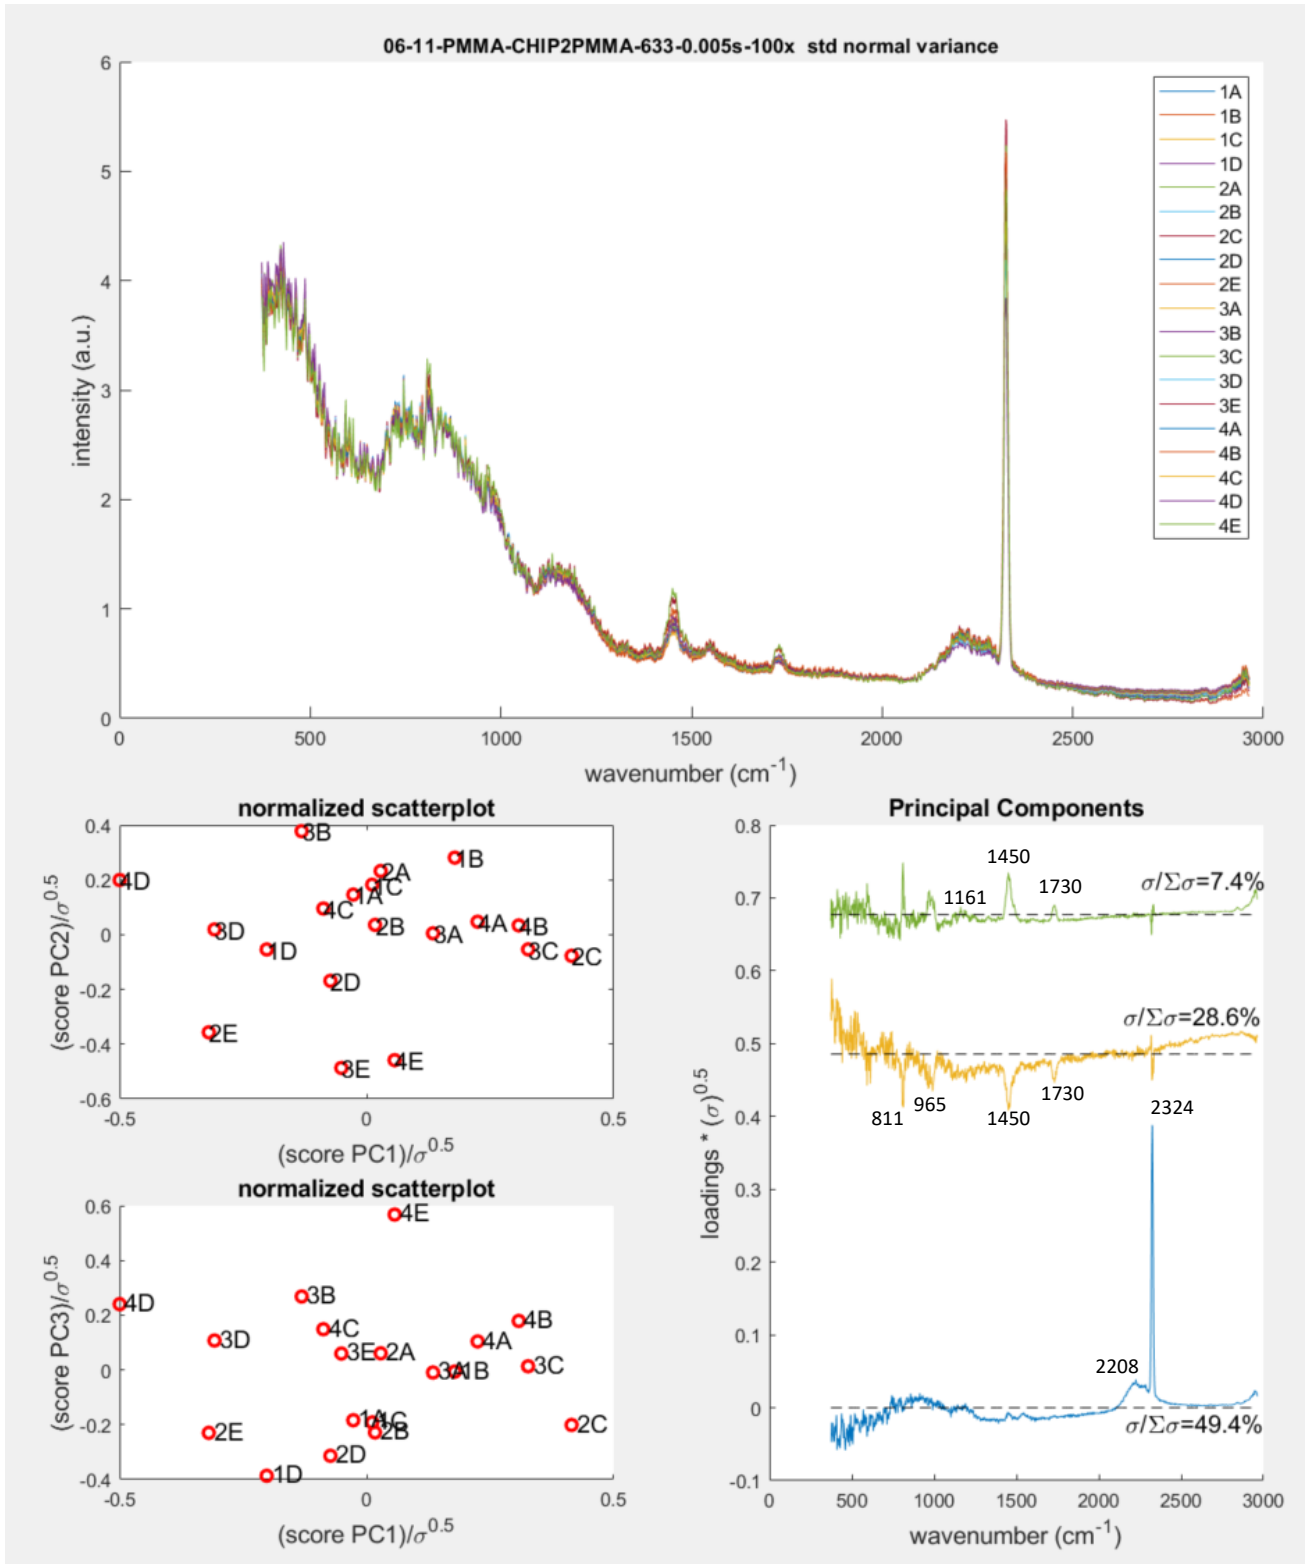 06-11-PMMA-CHIP2PMMA-633-0.005s-100x  std normal variance
6
5
4
3
2
1
0
intensity (a.u.)
0 500 1000 1500 2000 2500 3000
wavenumber (cm-1)
1A
1B
1C
1D
2A
2B
2C
2D
2E
3A
3B
3C
3D
3E
4A
4B
4C
4D
4E
normalized scatterplot
(score PC2)/σ^0.5
0.4
0.2
0
-0.2
-0.4
-0.6
3B
1B
2A
4D
1C
1A
4C
2B
4A
4B
3D
3A
1D
3C
2C
2D
2E
3E
4E
-0.5 0 0.5
(score PC1)/σ^0.5
normalized scatterplot
(score PC3)/σ^0.5
0.6
0.4
0.2
0
-0.2
-0.4
4E
3B
4D
4B
4C
3D
4A
3E
2A
3C
3A
1B
1A
1C
2C
2B
2E
2D
1D
-0.5 0 0.5
(score PC1)/σ^0.5
Principal Components
loadings * (σ)^0.5
0.8
0.7
0.6
0.5
0.4
0.3
0.2
0.1
0
-0.1
1450
1161
1730
σ/Σσ=7.4%
σ/Σσ=28.6%
811
965
1450
1730
2324
2208
σ/Σσ=49.4%
0 500 1000 1500 2000 2500 3000
wavenumber (cm-1)